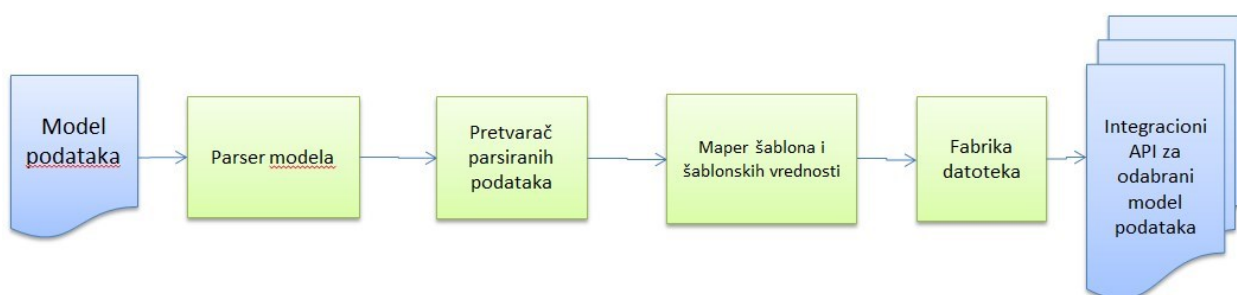 Model
podataka
Parser modela
Pretvarač
parsiranih
podataka
Maper šablona i
šablonskih vrednosti
Fabrika
datoteka
Integracioni
API za
odabrani
model
podataka